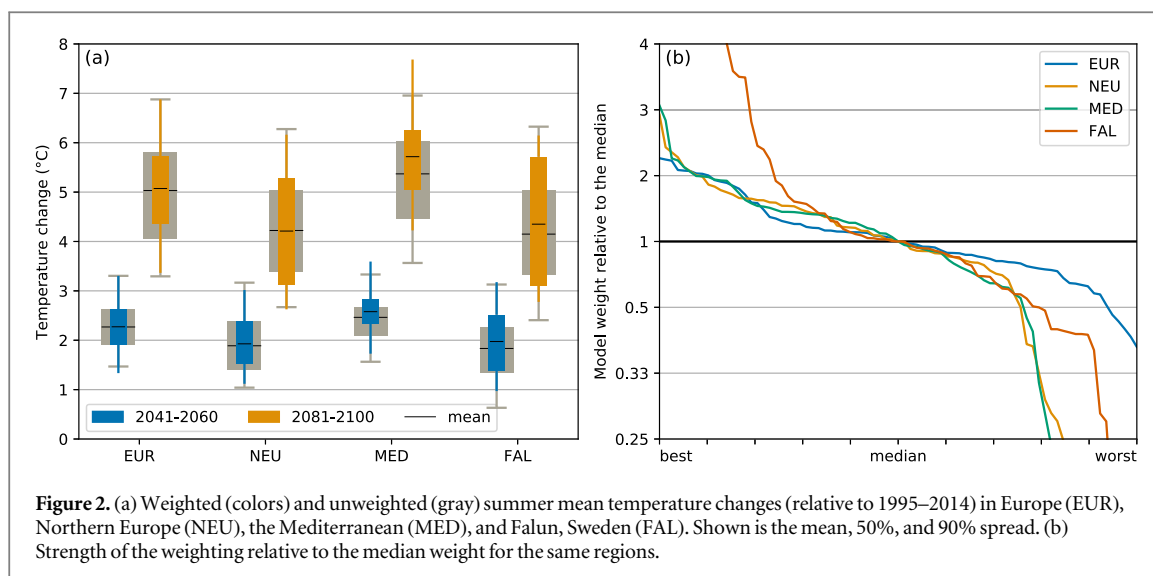 (a)
Temperature change (°C)
8
7
6
5
4
3
2
1
0
2041-2060
2081-2100
mean
EUR
NEU
MED
FAL
(b)
Model weight relative to the median
4
3
2
1
0.5
0.33
0.25
EUR
NEU
MED
FAL
best
median
worst
Figure 2. (a) Weighted (colors) and unweighted (gray) summer mean temperature changes (relative to 1995–2014) in Europe (EUR),
Northern Europe (NEU), the Mediterranean (MED), and Falun, Sweden (FAL). Shown is the mean, 50%, and 90% spread. (b)
Strength of the weighting relative to the median weight for the same regions.